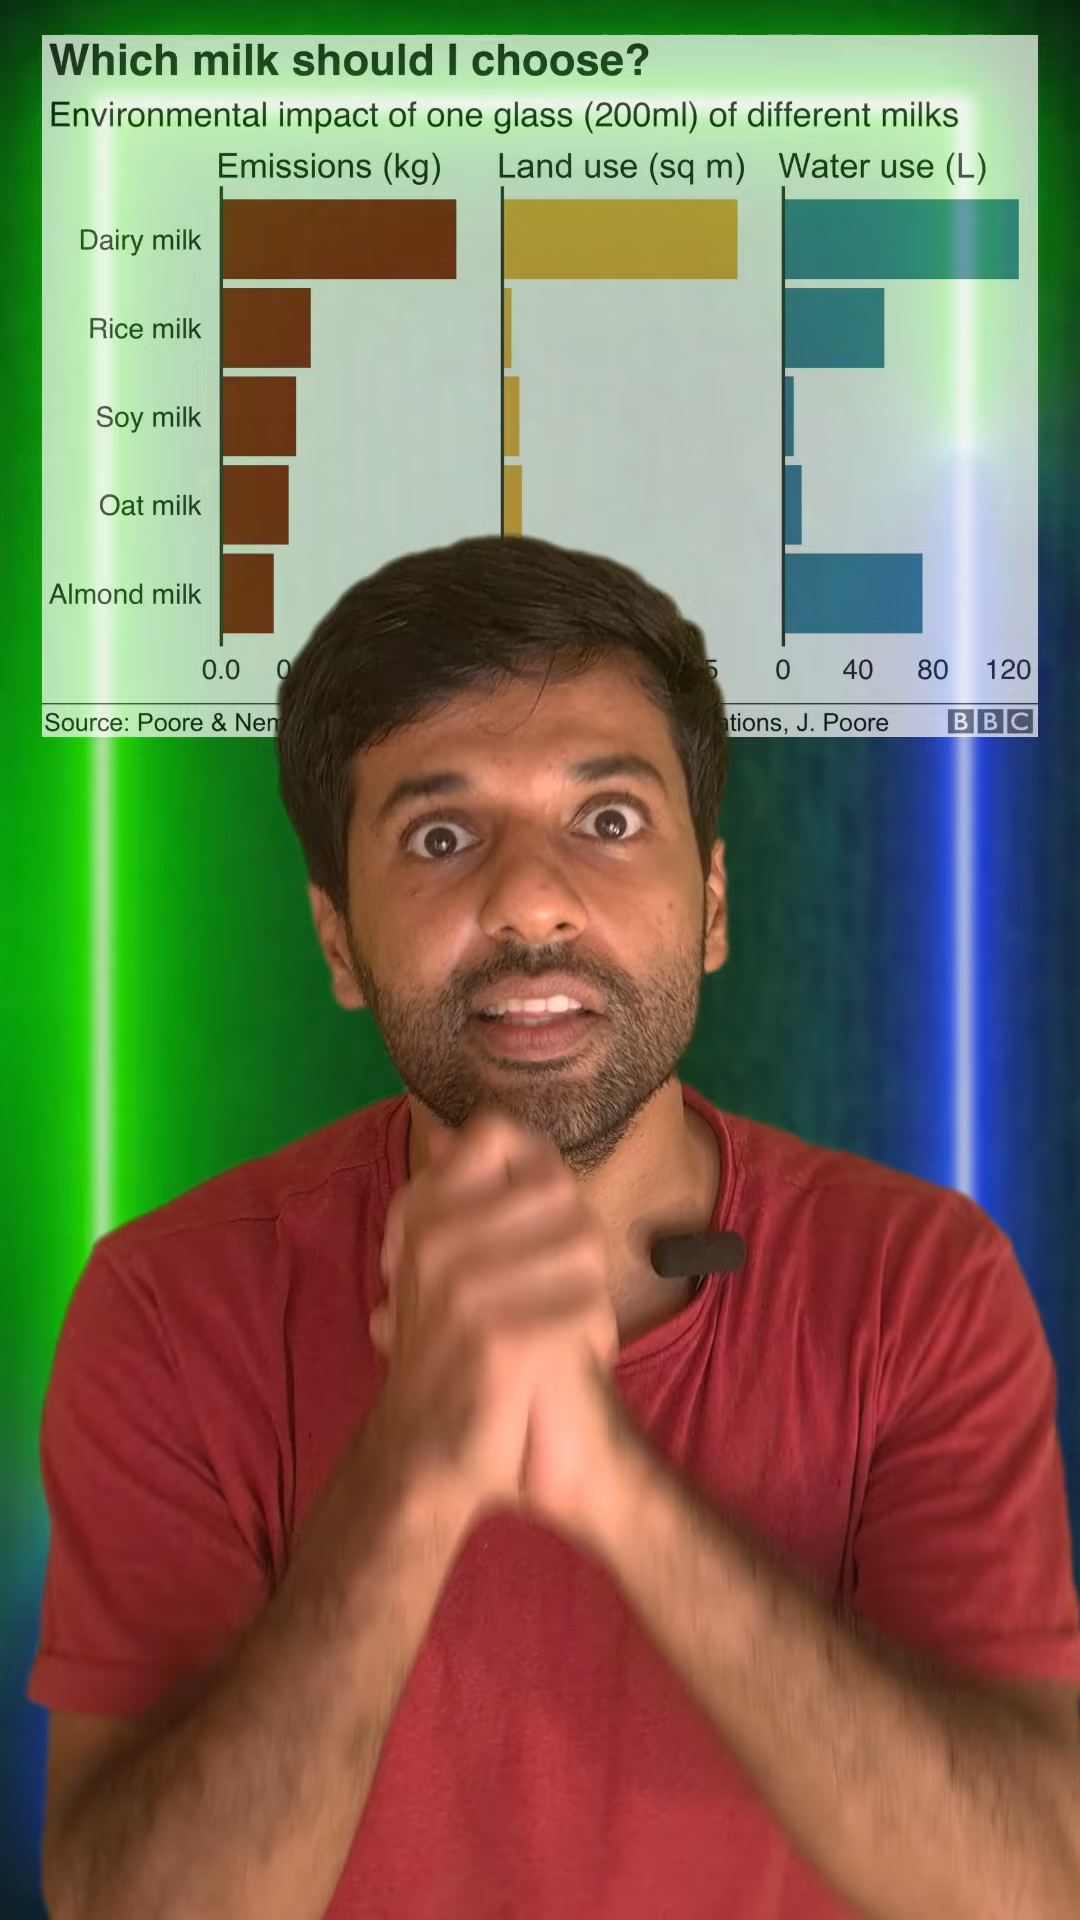 Which milk should I choose?
Environmental impact of one glass (200ml) of different milks
Emissions (kg) Land use (sq m) Water use (L)
Dairy milk
Rice milk
Soy milk
Oat milk
Almond milk
0.0 0 5 0 40 80 120
Source: Poore & Nem ations, J. Poore BBC